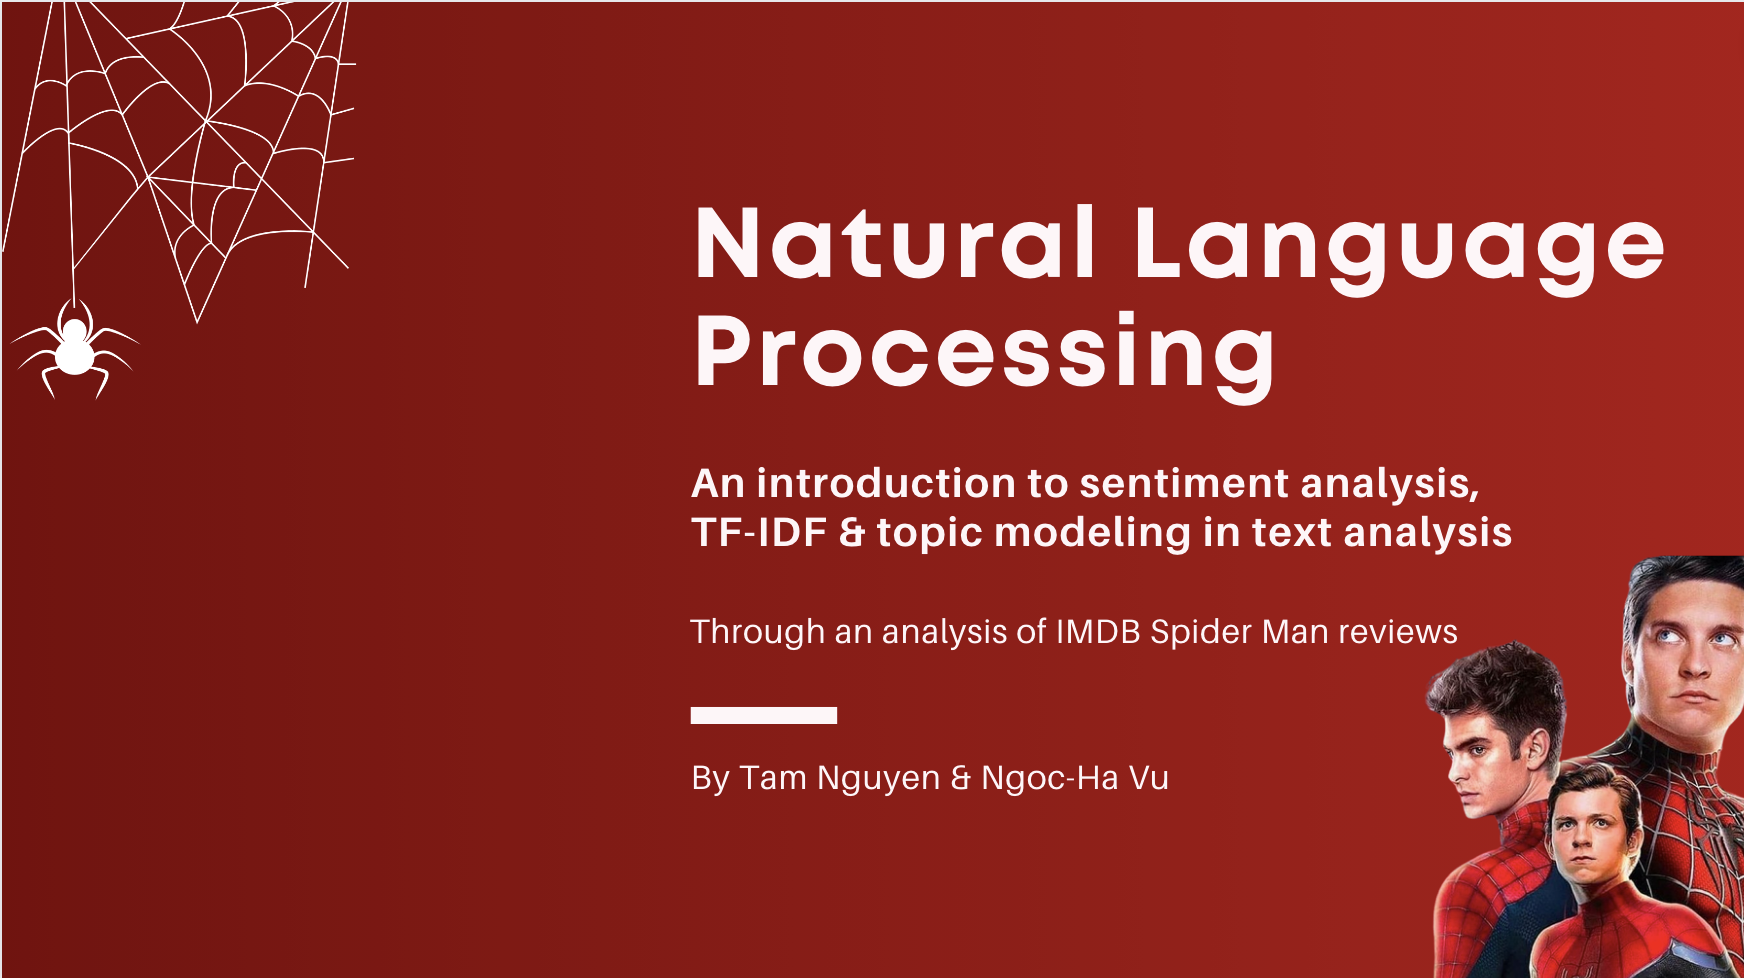 Natural Language
Processing
An introduction to sentiment analysis,
TF-IDF & topic modeling in text analysis
Through an analysis of IMDB Spider Man reviews
By Tam Nguyen & Ngoc-Ha Vu